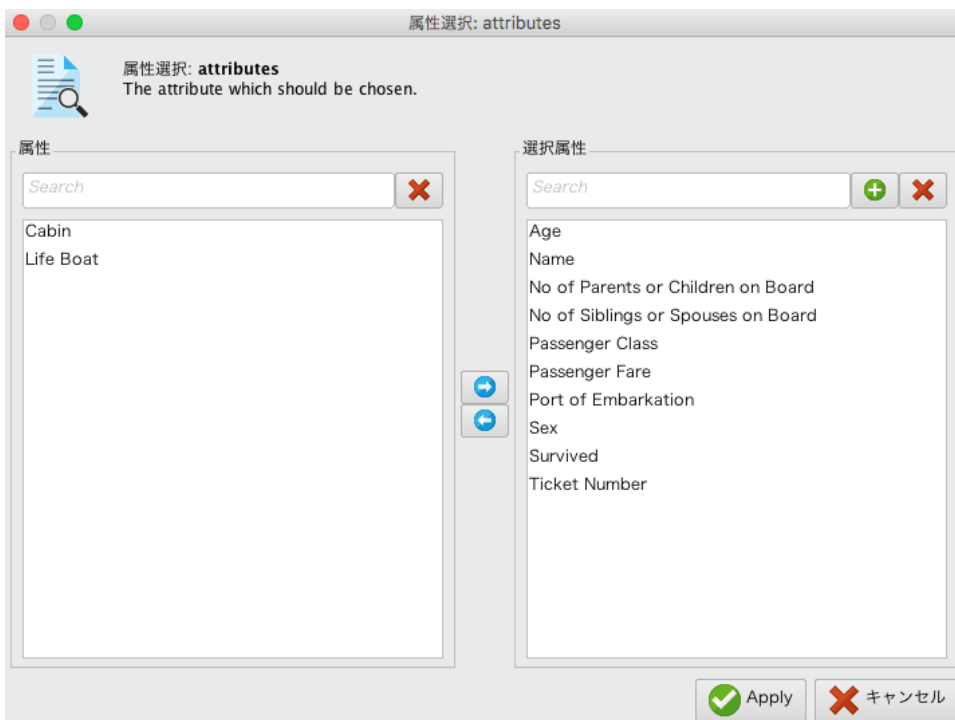 属性選択: attributes
属性選択: attributes
The attribute which should be chosen.
属性
Search
Cabin
Life Boat
選択属性
Search
Age
Name
No of Parents or Children on Board
No of Siblings or Spouses on Board
Passenger Class
Passenger Fare
Port of Embarkation
Sex
Survived
Ticket Number
Apply
キャンセル